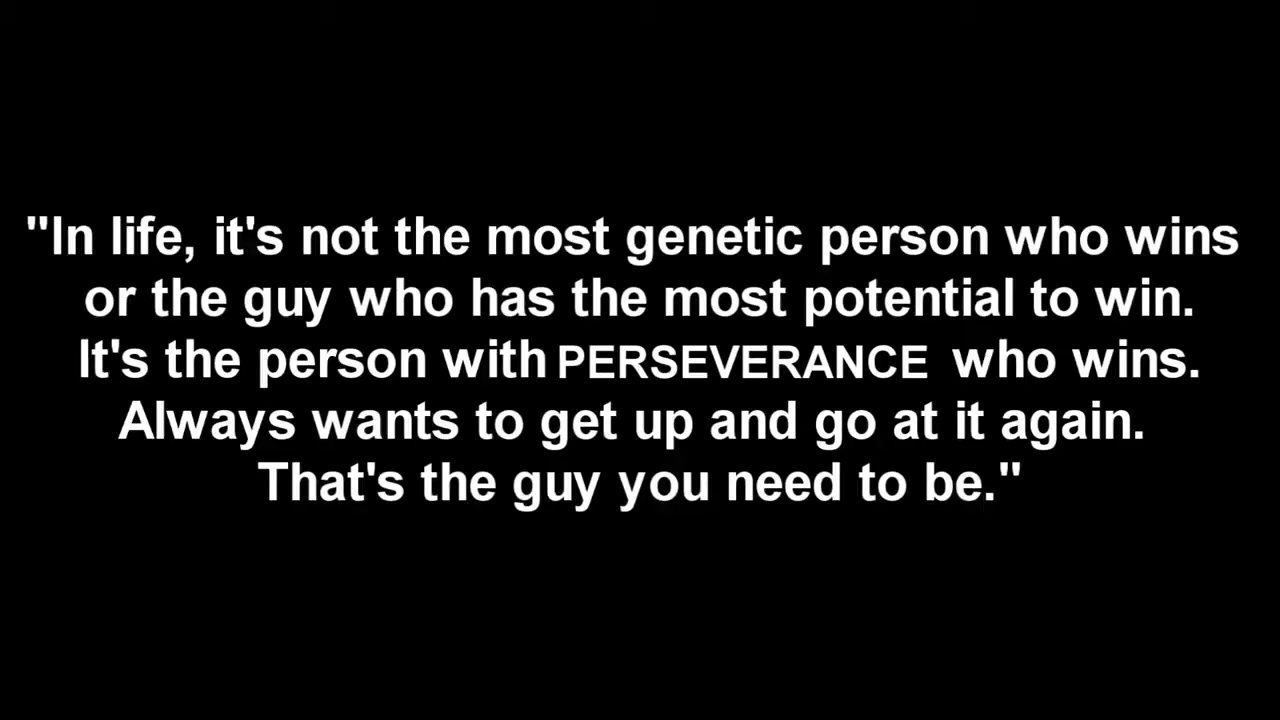 "In life, it's not the most genetic person who wins
or the guy who has the most potential to win.
It's the person with PERSEVERANCE who wins.
Always wants to get up and go at it again.
That's the guy you need to be."